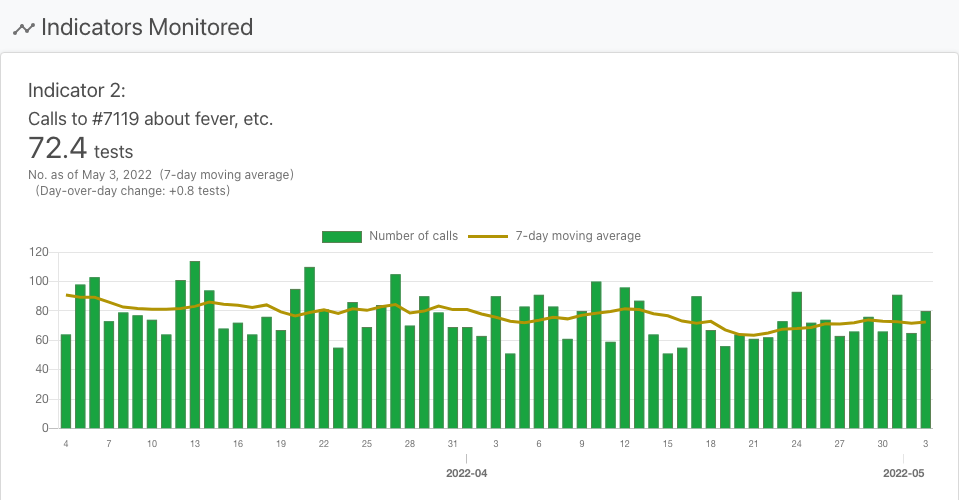 Indicators Monitored
Indicator 2:
Calls to #7119 about fever, etc.
72.4 tests
No. as of May 3, 2022 (7-day moving average)
(Day-over-day change: +0.8 tests)
Number of calls 7-day moving average
120
100
80
60
40
20
0
4 7 10 13 16 19 22 25 28 31 3 6 9 12 15 18 21 24 27 30 3
2022-04 2022-05